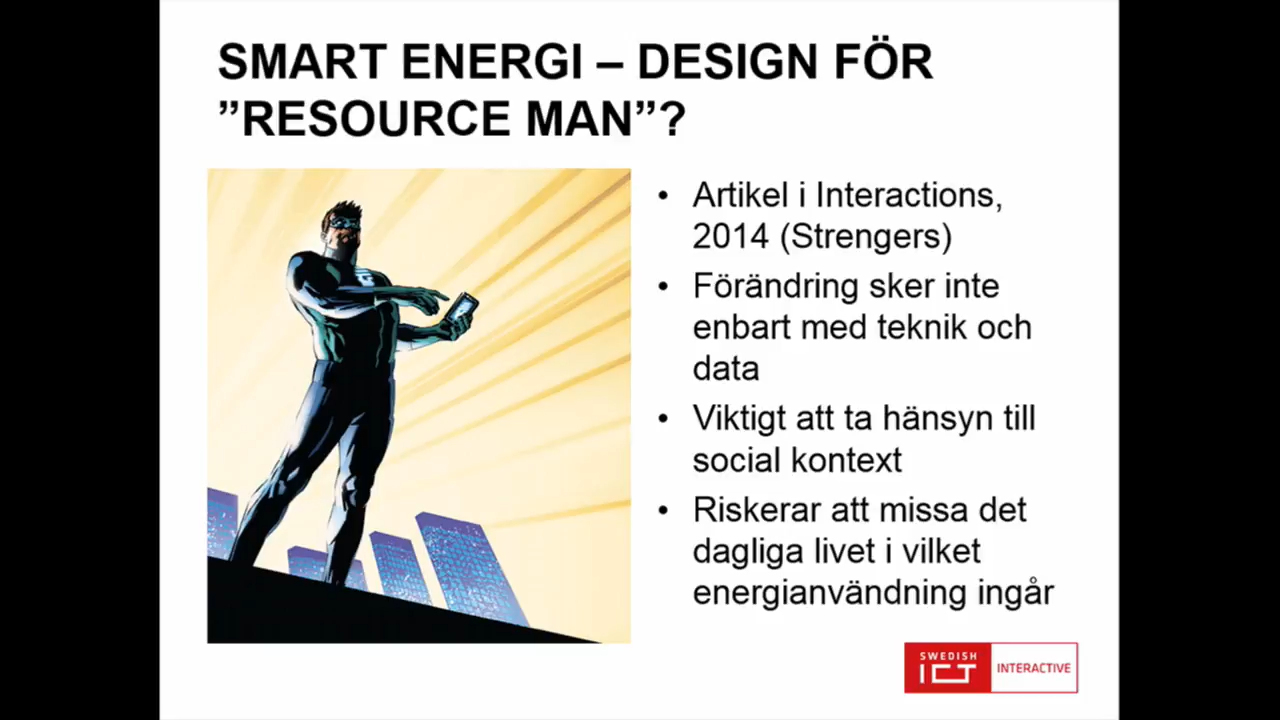 SMART ENERGI – DESIGN FÖR
”RESOURCE MAN”?
• Artikel i Interactions,
2014 (Strengers)
• Förändring sker inte
enbart med teknik och
data
• Viktigt att ta hänsyn till
social kontext
• Riskerar att missa det
dagliga livet i vilket
energianvändning ingår
SWEDISH
ICT
INTERACTIVE